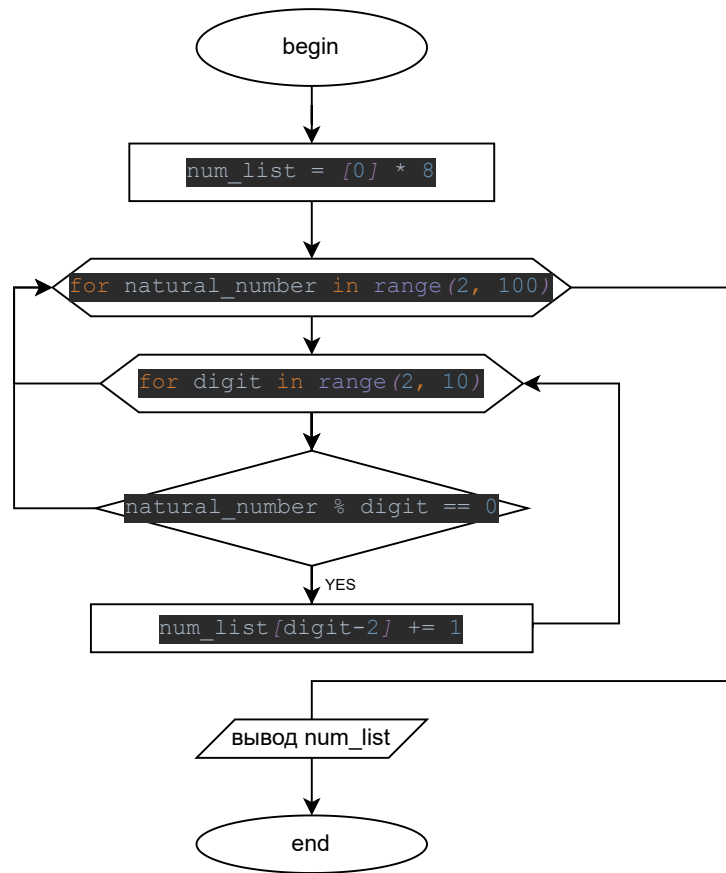 begin
num_list = [0] * 8
for natural_number in range(2, 100)
for digit in range(2, 10)
natural_number % digit == 0
YES
num_list[digit-2] += 1
вывод num_list
end